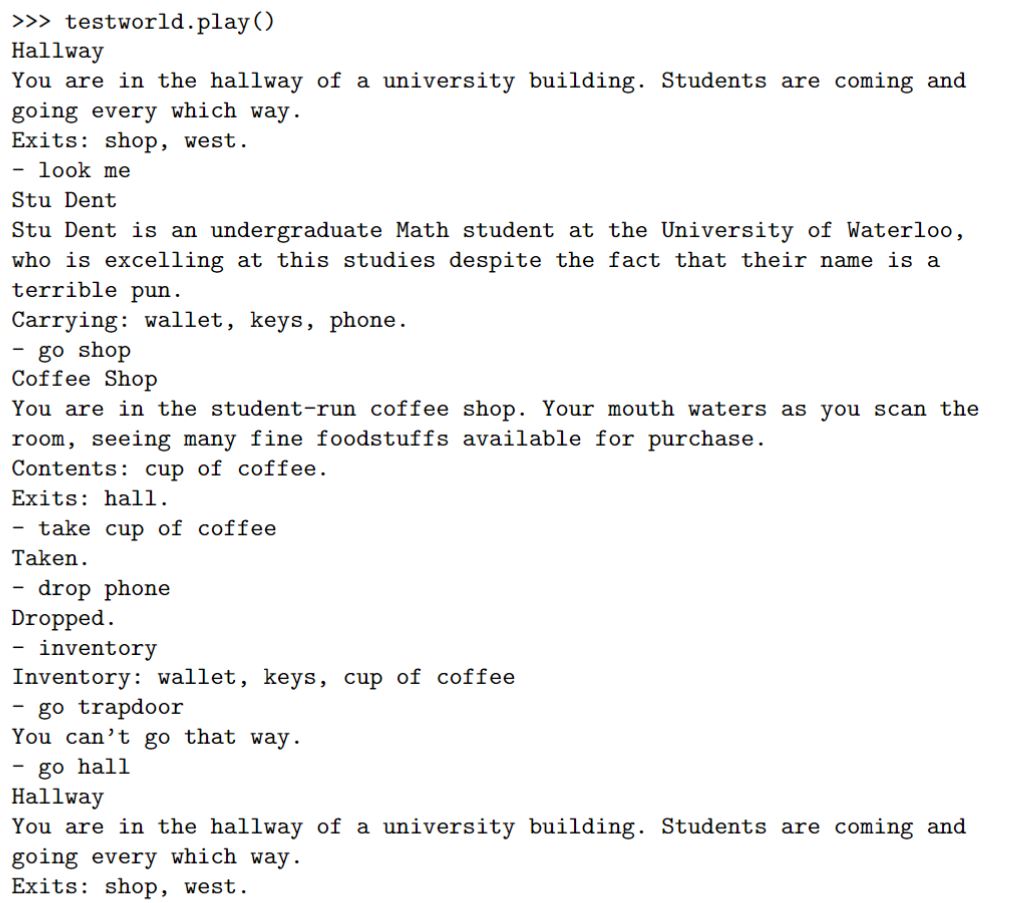 >>> testworld.play()
Hallway
You are in the hallway of a university building. Students are coming and
going every which way.
Exits: shop, west.
- look me
Stu Dent
Stu Dent is an undergraduate Math student at the University of Waterloo,
who is excelling at this studies despite the fact that their name is a
terrible pun.
Carrying: wallet, keys, phone.
- go shop
Coffee Shop
You are in the student-run coffee shop. Your mouth waters as you scan the
room, seeing many fine foodstuffs available for purchase.
Contents: cup of coffee.
Exits: hall.
- take cup of coffee
Taken.
- drop phone
Dropped.
- inventory
Inventory: wallet, keys, cup of coffee
- go trapdoor
You can’t go that way.
- go hall
Hallway
You are in the hallway of a university building. Students are coming and
going every which way.
Exits: shop, west.